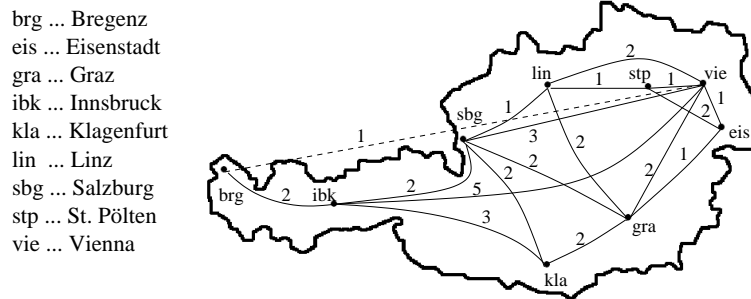 brg ... Bregenz
eis ... Eisenstadt
gra ... Graz
ibk ... Innsbruck
kla ... Klagenfurt
lin ... Linz
sbg ... Salzburg
stp ... St. Pölten
vie ... Vienna
2
lin
stp
vie
1
1
1
sbg
1
2
eis
1
3
2
2
2
1
brg
2
ibk
2
5
2
3
gra
2
kla